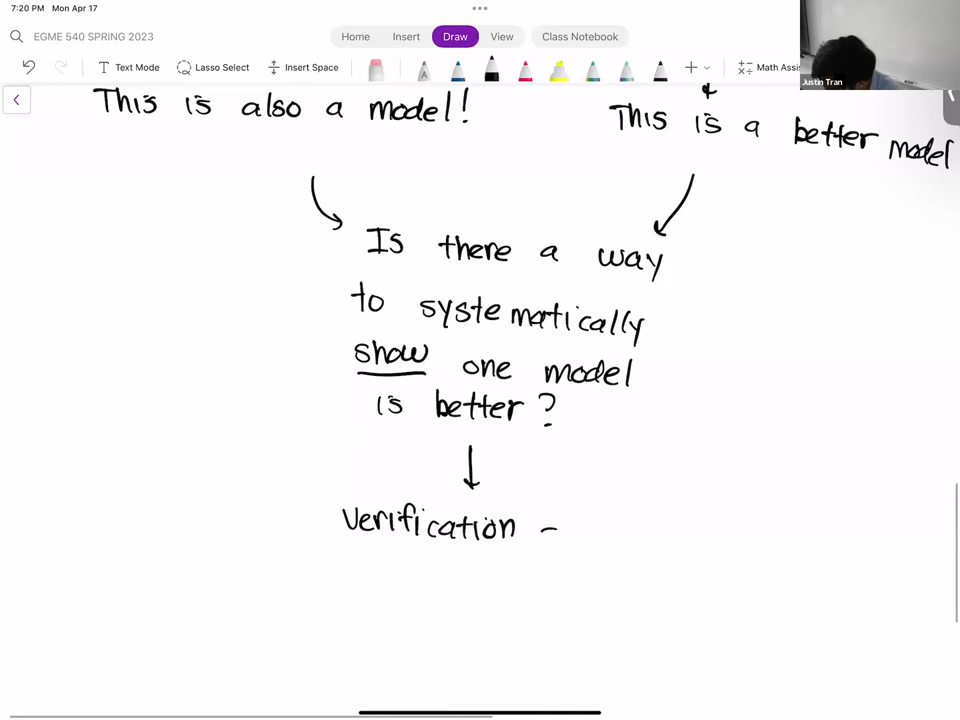 7:20 PM Mon Apr 17
EGME 540 SPRING 2023
Home Insert Draw View Class Notebook
Text Mode Lasso Select Insert Space Math Assis
Justin Tran
This is also a model!
This is a better model
Is there a way
to systematically
show one model
is better?
Verification -